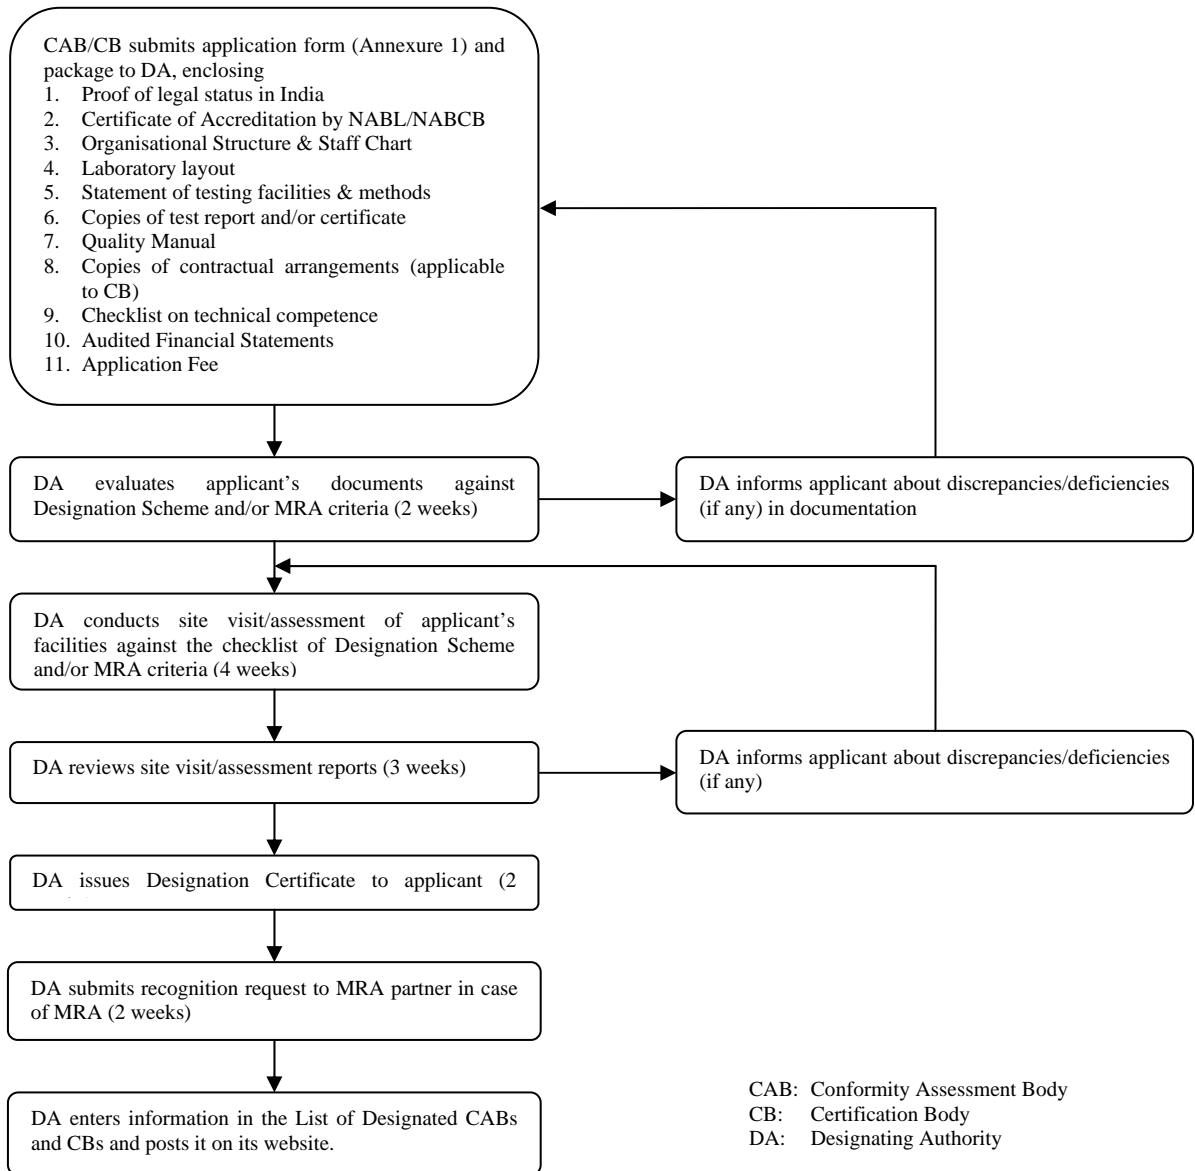 CAB/CB submits application form (Annexure 1) and
package to DA, enclosing
1. Proof of legal status in India
2. Certificate of Accreditation by NABL/NABCB
3. Organisational Structure & Staff Chart
4. Laboratory layout
5. Statement of testing facilities & methods
6. Copies of test report and/or certificate
7. Quality Manual
8. Copies of contractual arrangements (applicable
to CB)
9. Checklist on technical competence
10. Audited Financial Statements
11. Application Fee
DA evaluates applicant’s documents against
Designation Scheme and/or MRA criteria (2 weeks)
DA informs applicant about discrepancies/deficiencies
(if any) in documentation
DA conducts site visit/assessment of applicant’s
facilities against the checklist of Designation Scheme
and/or MRA criteria (4 weeks)
DA reviews site visit/assessment reports (3 weeks)
DA informs applicant about discrepancies/deficiencies
(if any)
DA issues Designation Certificate to applicant (2
DA submits recognition request to MRA partner in case
of MRA (2 weeks)
DA enters information in the List of Designated CABs
and CBs and posts it on its website.
CAB: Conformity Assessment Body
CB: Certification Body
DA: Designating Authority